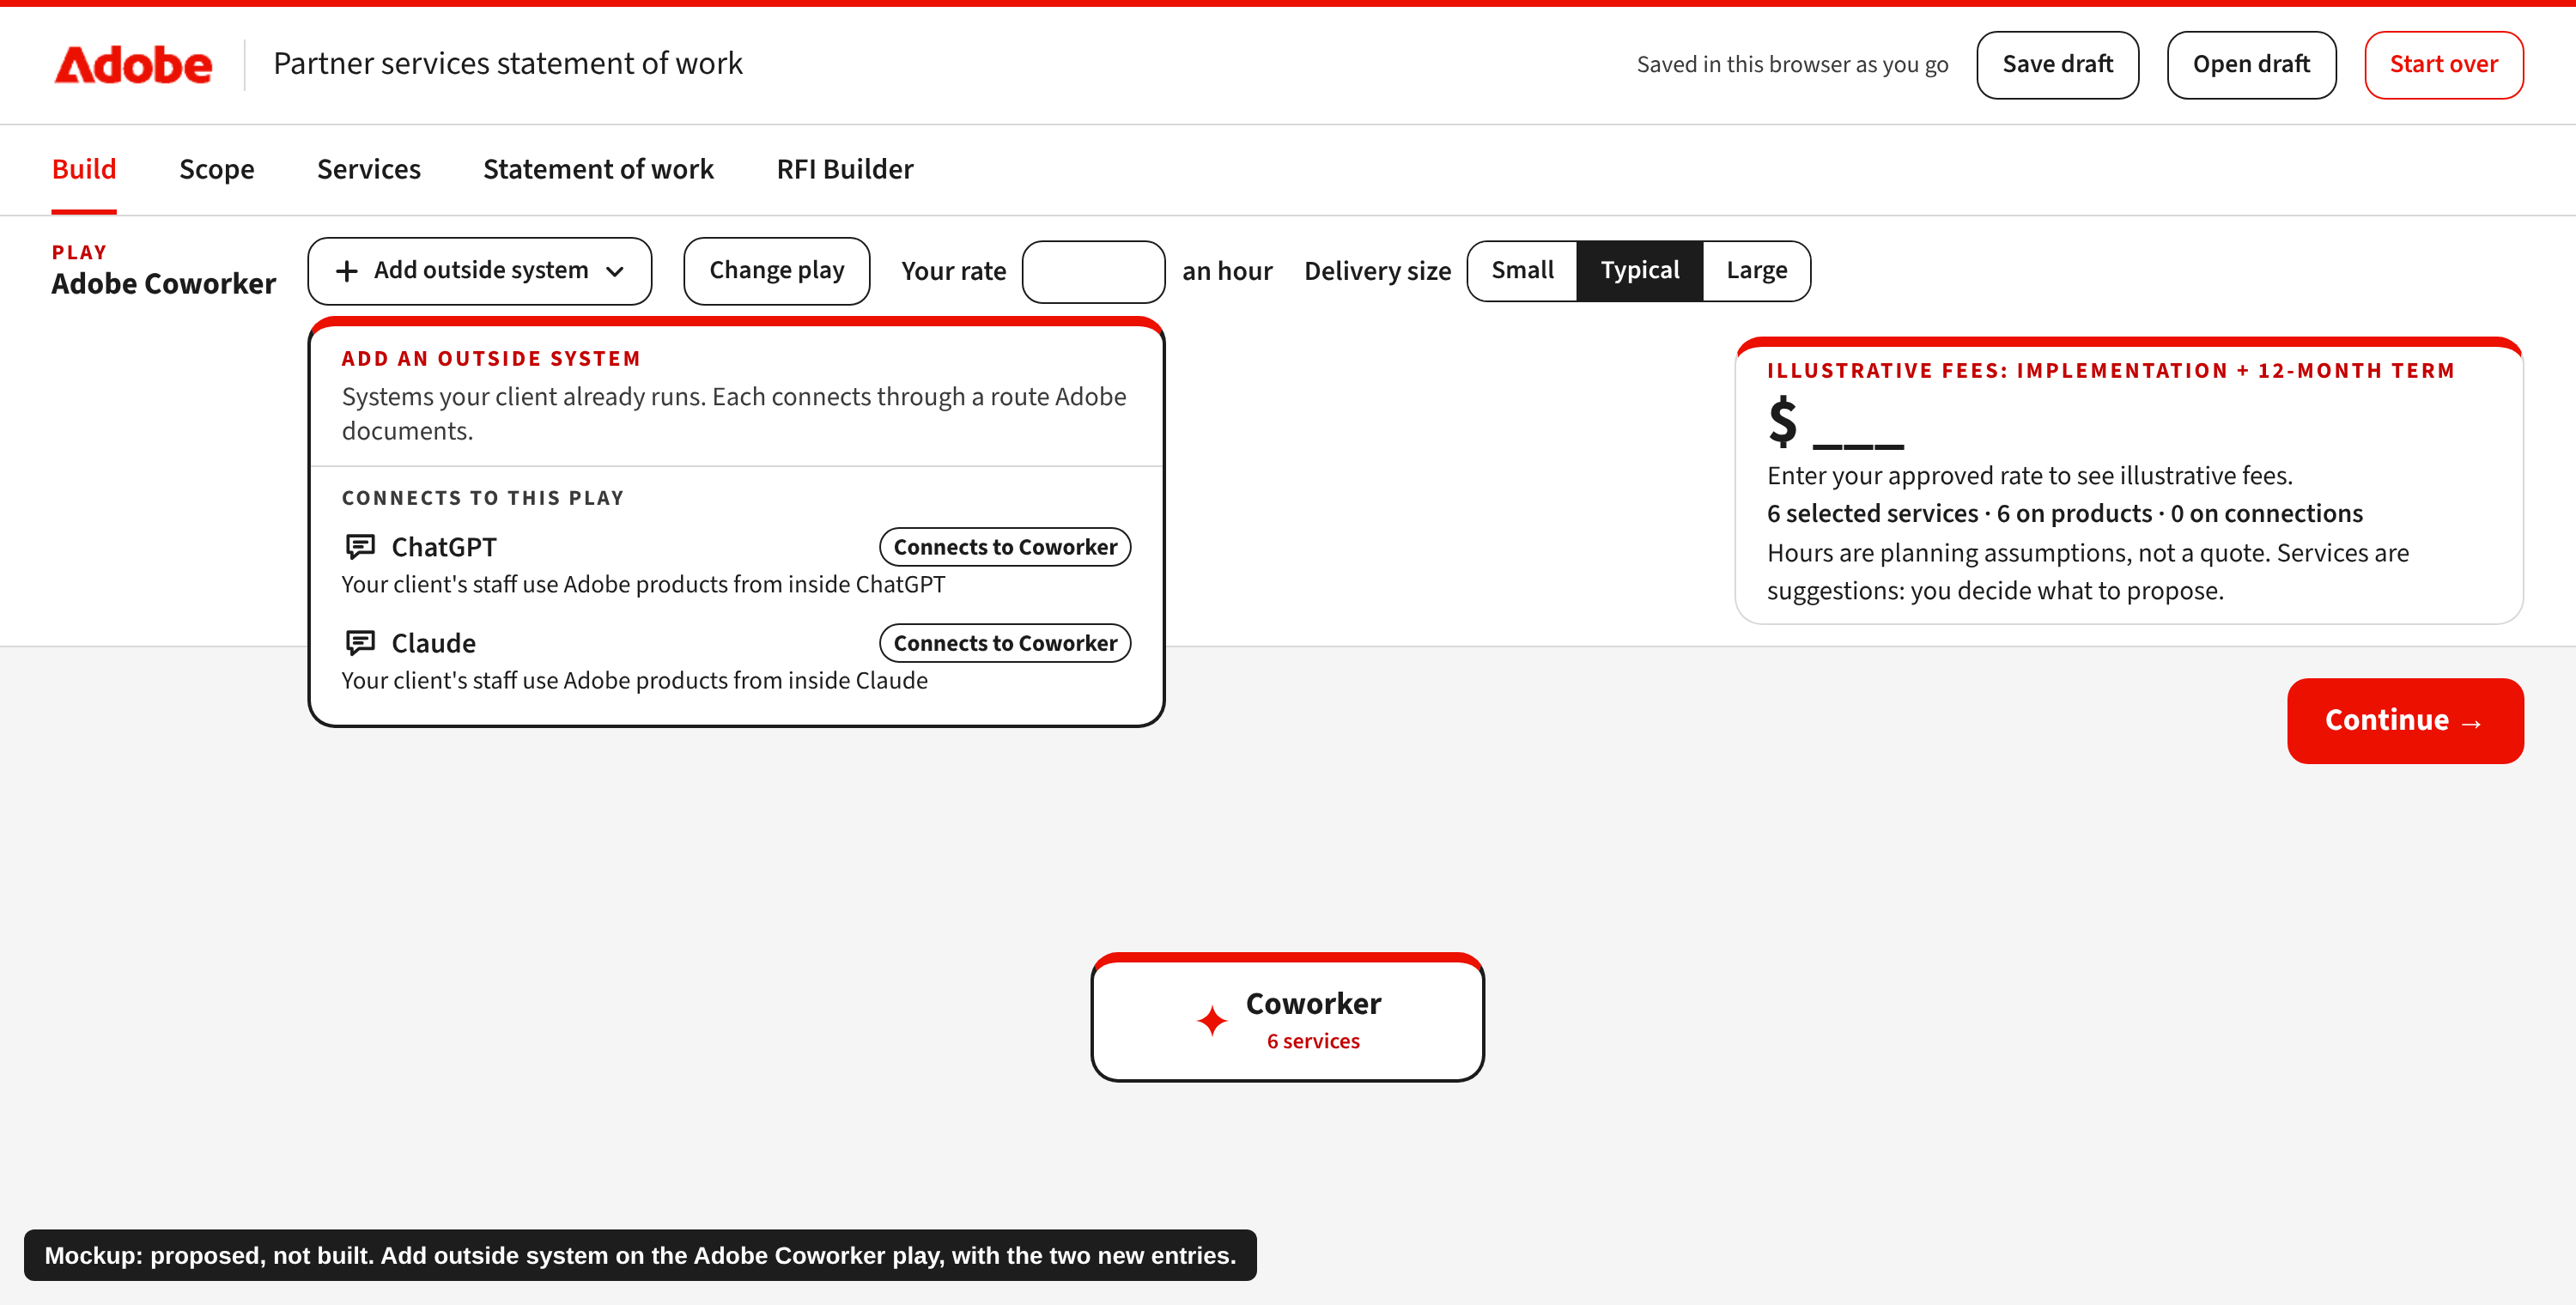 Adobe
Partner services statement of work
Saved in this browser as you go
Save draft
Open draft
Start over
Build
Scope
Services
Statement of work
RFI Builder
PLAY
Adobe Coworker
+ Add outside system
Change play
Your rate
an hour
Delivery size
Small
Typical
Large
ADD AN OUTSIDE SYSTEM
Systems your client already runs. Each connects through a route Adobe
documents.
CONNECTS TO THIS PLAY
ChatGPT
Connects to Coworker
Your client's staff use Adobe products from inside ChatGPT
Claude
Connects to Coworker
Your client's staff use Adobe products from inside Claude
ILLUSTRATIVE FEES: IMPLEMENTATION + 12-MONTH TERM
$ ___
Enter your approved rate to see illustrative fees.
6 selected services · 6 on products · 0 on connections
Hours are planning assumptions, not a quote. Services are
suggestions: you decide what to propose.
Continue →
Coworker
6 services
Mockup: proposed, not built. Add outside system on the Adobe Coworker play, with the two new entries.